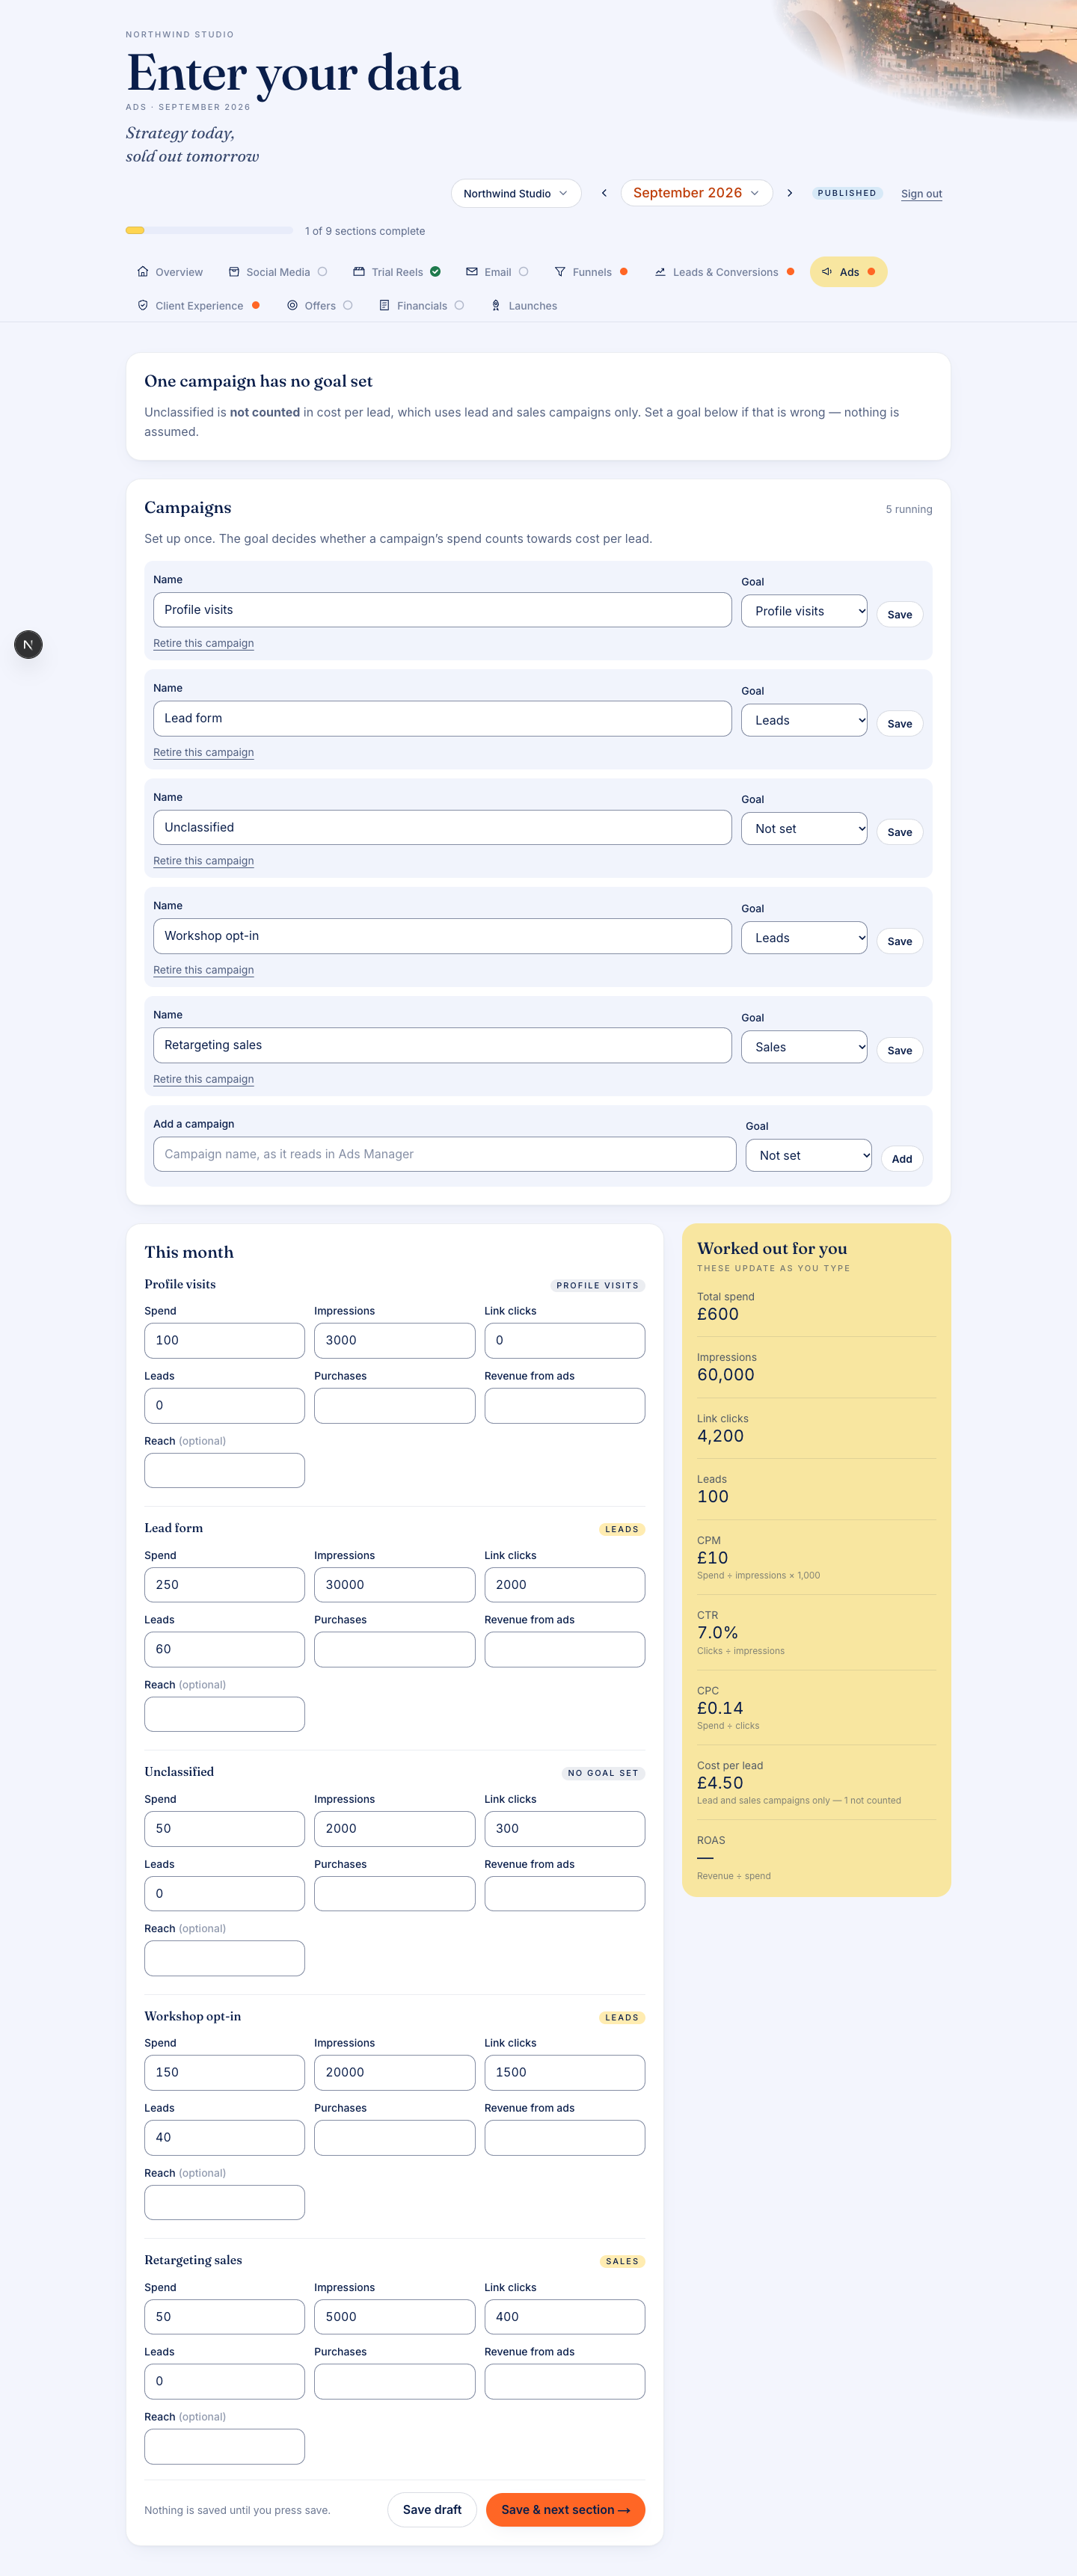 NORTHWIND STUDIO
Enter your data
ADS · SEPTEMBER 2026
Strategy today,
sold out tomorrow
Northwind Studio
September 2026
PUBLISHED
Sign out
1 of 9 sections complete
Overview
Social Media
Trial Reels
Email
Funnels
Leads & Conversions
Ads
Client Experience
Offers
Financials
Launches
One campaign has no goal set
Unclassified is not counted in cost per lead, which uses lead and sales campaigns only. Set a goal below if that is wrong — nothing is
assumed.
Campaigns
5 running
Set up once. The goal decides whether a campaign’s spend counts towards cost per lead.
Name
Goal
Profile visits
Profile visits
Save
Retire this campaign
N
Name
Goal
Lead form
Leads
Save
Retire this campaign
Name
Goal
Unclassified
Not set
Save
Retire this campaign
Name
Goal
Workshop opt-in
Leads
Save
Retire this campaign
Name
Goal
Retargeting sales
Sales
Save
Retire this campaign
Add a campaign
Goal
Campaign name, as it reads in Ads Manager
Not set
Add
This month
Profile visits
PROFILE VISITS
Spend
Impressions
Link clicks
100
3000
0
Leads
Purchases
Revenue from ads
0
Reach (optional)
Lead form
LEADS
Spend
Impressions
Link clicks
250
30000
2000
Leads
Purchases
Revenue from ads
60
Reach (optional)
Unclassified
NO GOAL SET
Spend
Impressions
Link clicks
50
2000
300
Leads
Purchases
Revenue from ads
0
Reach (optional)
Workshop opt-in
LEADS
Spend
Impressions
Link clicks
150
20000
1500
Leads
Purchases
Revenue from ads
40
Reach (optional)
Retargeting sales
SALES
Spend
Impressions
Link clicks
50
5000
400
Leads
Purchases
Revenue from ads
0
Reach (optional)
Nothing is saved until you press save.
Save draft
Save & next section →
Worked out for you
THESE UPDATE AS YOU TYPE
Total spend
£600
Impressions
60,000
Link clicks
4,200
Leads
100
CPM
£10
Spend ÷ impressions × 1,000
CTR
7.0%
Clicks ÷ impressions
CPC
£0.14
Spend ÷ clicks
Cost per lead
£4.50
Lead and sales campaigns only — 1 not counted
ROAS
—
Revenue ÷ spend